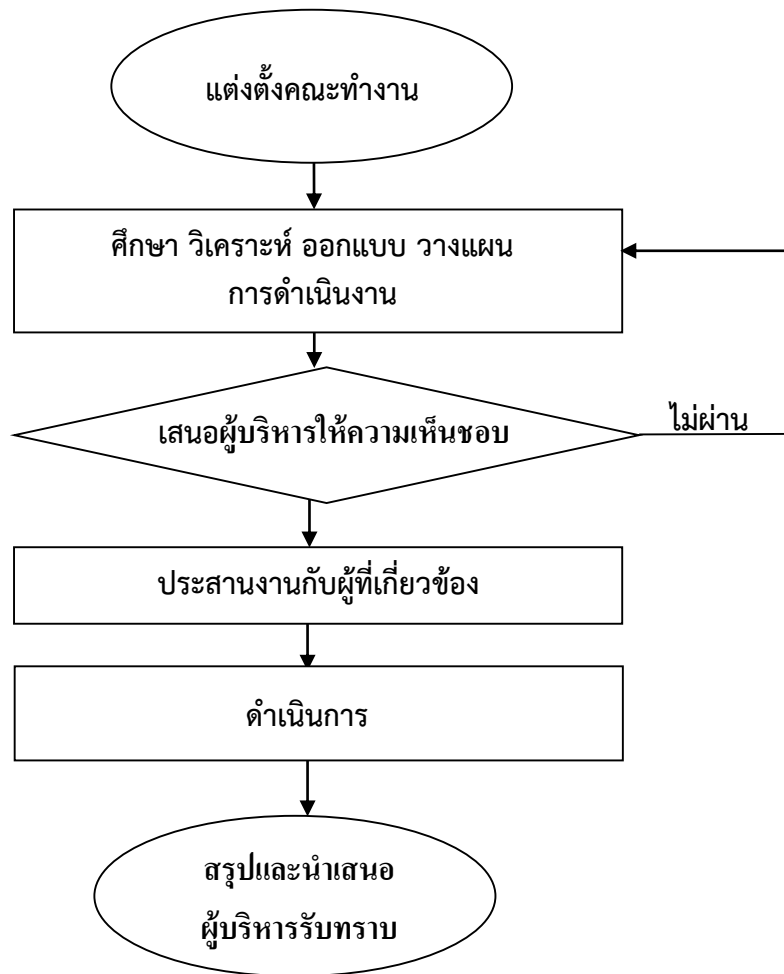 แต่งตั้งคณะทำงาน
ศึกษา วิเคราะห์ ออกแบบ วางแผน
การดำเนินงาน
เสนอผู้บริหารให้ความเห็นชอบ
ไม่ผ่าน
ประสานงานกับผู้ที่เกี่ยวข้อง
ดำเนินการ
สรุปและนำเสนอ
ผู้บริหารรับทราบ